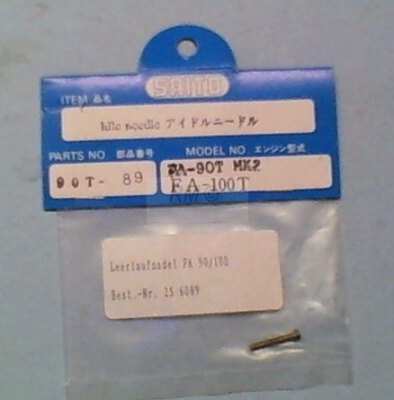 SAITO
ITEM 品名
Idle needle アイドルニードル
PARTS NO. 部品番号
MODEL NO エンジン型式
90T- 89
FA-90T MK2
FA-100T
Leerlaufnadel FA 90/100
Best.-Nr. 25 6089